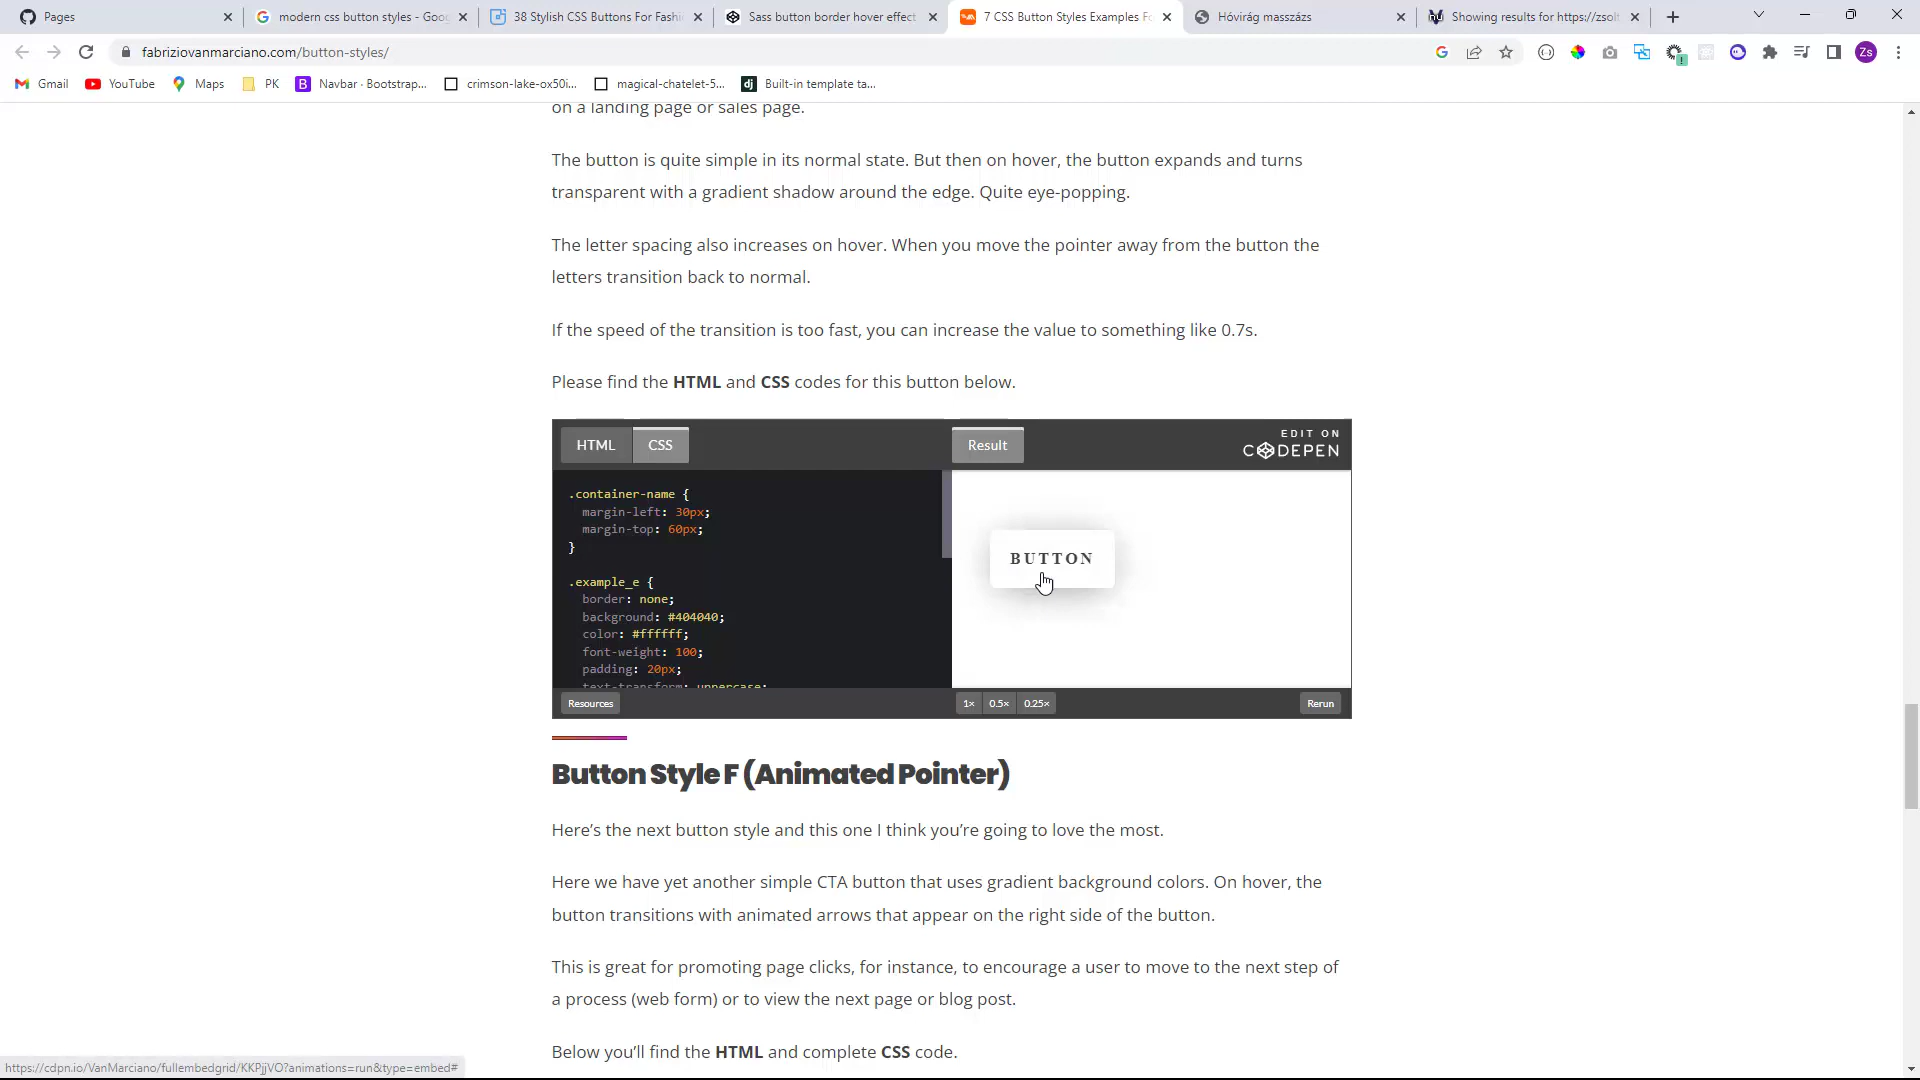 Pages
modern css button styles - Goog
38 Stylish CSS Buttons For Fashi
Sass button border hover effect
7 CSS Button Styles Examples Fo
Hóvirág masszázs
Showing results for https://zsolt
fabriziovanmarciano.com/button-styles/
Zs
Gmail
YouTube
Maps
PK
B
Navbar · Bootstrap...
crimson-lake-ox50i...
magical-chatelet-5...
dj
Built-in template ta...
on a landing page or sales page.
The button is quite simple in its normal state. But then on hover, the button expands and turns
transparent with a gradient shadow around the edge. Quite eye-popping.
The letter spacing also increases on hover. When you move the pointer away from the button the
letters transition back to normal.
If the speed of the transition is too fast, you can increase the value to something like 0.7s.
Please find the HTML and CSS codes for this button below.
HTML
CSS
Result
EDIT ON
CODEPEN
.container-name {
margin-left: 30px;
margin-top: 60px;
}
.example_e {
border: none;
background: #404040;
color: #ffffff;
font-weight: 100;
padding: 20px;
text-transform: uppercase;
BUTTON
Resources
1×
0.5×
0.25×
Rerun
Button Style F (Animated Pointer)
Here’s the next button style and this one I think you’re going to love the most.
Here we have yet another simple CTA button that uses gradient background colors. On hover, the
button transitions with animated arrows that appear on the right side of the button.
This is great for promoting page clicks, for instance, to encourage a user to move to the next step of
a process (web form) or to view the next page or blog post.
Below you’ll find the HTML and complete CSS code.
https://cdpn.io/VanMarciano/fullembedgrid/KKPjjVO?animations=run&type=embed#